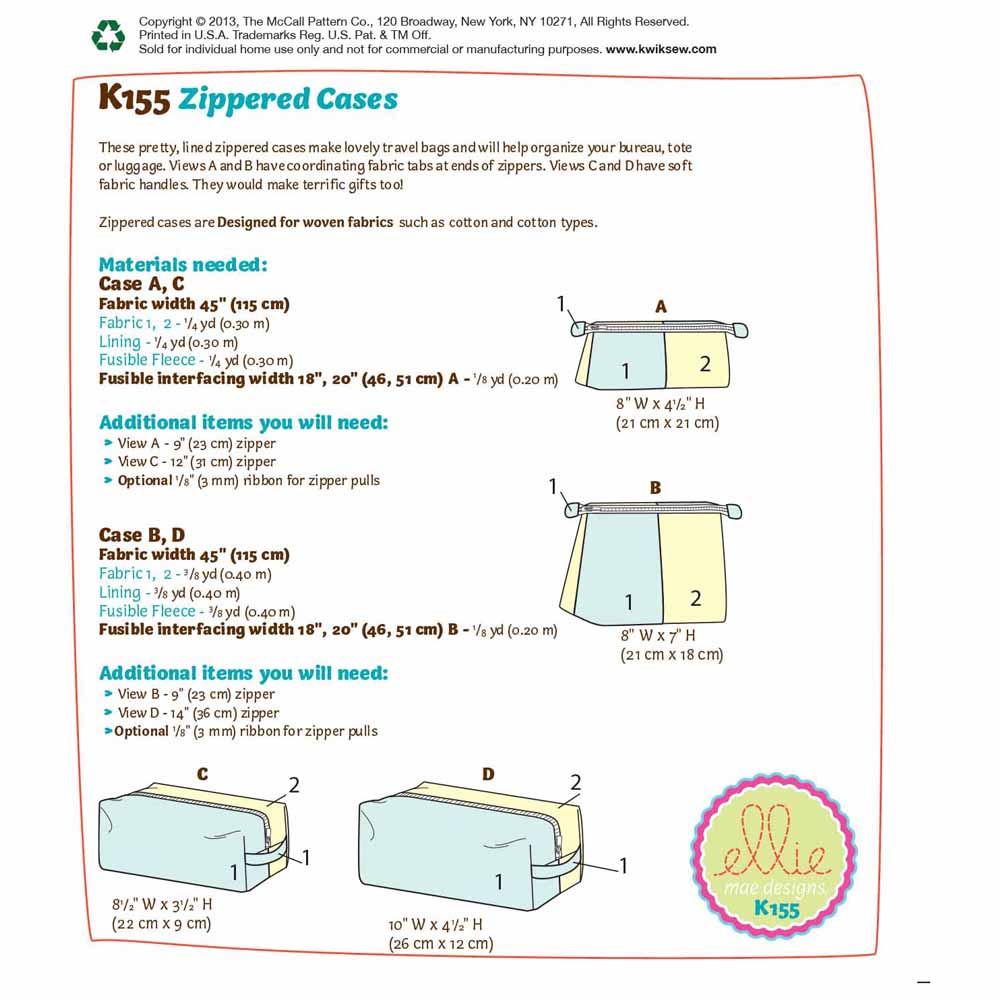 Copyright © 2013, The McCall Pattern Co., 120 Broadway, New York, NY 10271, All Rights Reserved.
Printed in U.S.A. Trademarks Reg. U.S. Pat. & TM Off.
Sold for individual home use only and not for commercial or manufacturing purposes. www.kwiksew.com
K155 Zippered Cases
These pretty, lined zippered cases make lovely travel bags and will help organize your bureau, tote
or luggage. Views A and B have coordinating fabric tabs at ends of zippers. Views C and D have soft
fabric handles. They would make terrific gifts too!
Zippered cases are Designed for woven fabrics such as cotton and cotton types.
Materials needed:
Case A, C
Fabric width 45" (115 cm)
Fabric 1, 2 - 1/4 yd (0.30 m)
Lining - 1/4 yd (0.30 m)
Fusible Fleece - 1/4 yd (0.30 m)
Fusible interfacing width 18", 20" (46, 51 cm) A - 1/8 yd (0.20 m)
Additional items you will need:
➢ View A - 9" (23 cm) zipper
➢ View C - 12" (31 cm) zipper
➢ Optional 1/8" (3 mm) ribbon for zipper pulls
1
A
1
2
8" W x 4 1/2" H
(21 cm x 21 cm)
Case B, D
Fabric width 45" (115 cm)
Fabric 1, 2 - 3/8 yd (0.40 m)
Lining - 3/8 yd (0.40 m)
Fusible Fleece - 3/8 yd (0.40 m)
Fusible interfacing width 18", 20" (46, 51 cm) B - 1/8 yd (0.20 m)
Additional items you will need:
➢ View B - 9" (23 cm) zipper
➢ View D - 14" (36 cm) zipper
➢ Optional 1/8" (3 mm) ribbon for zipper pulls
1
B
1
2
8" W x 7" H
(21 cm x 18 cm)
C
2
1
1
8 1/2" W x 3 1/2" H
(22 cm x 9 cm)
D
2
1
1
10" W x 4 1/2" H
(26 cm x 12 cm)
ellie
mae designs
K155